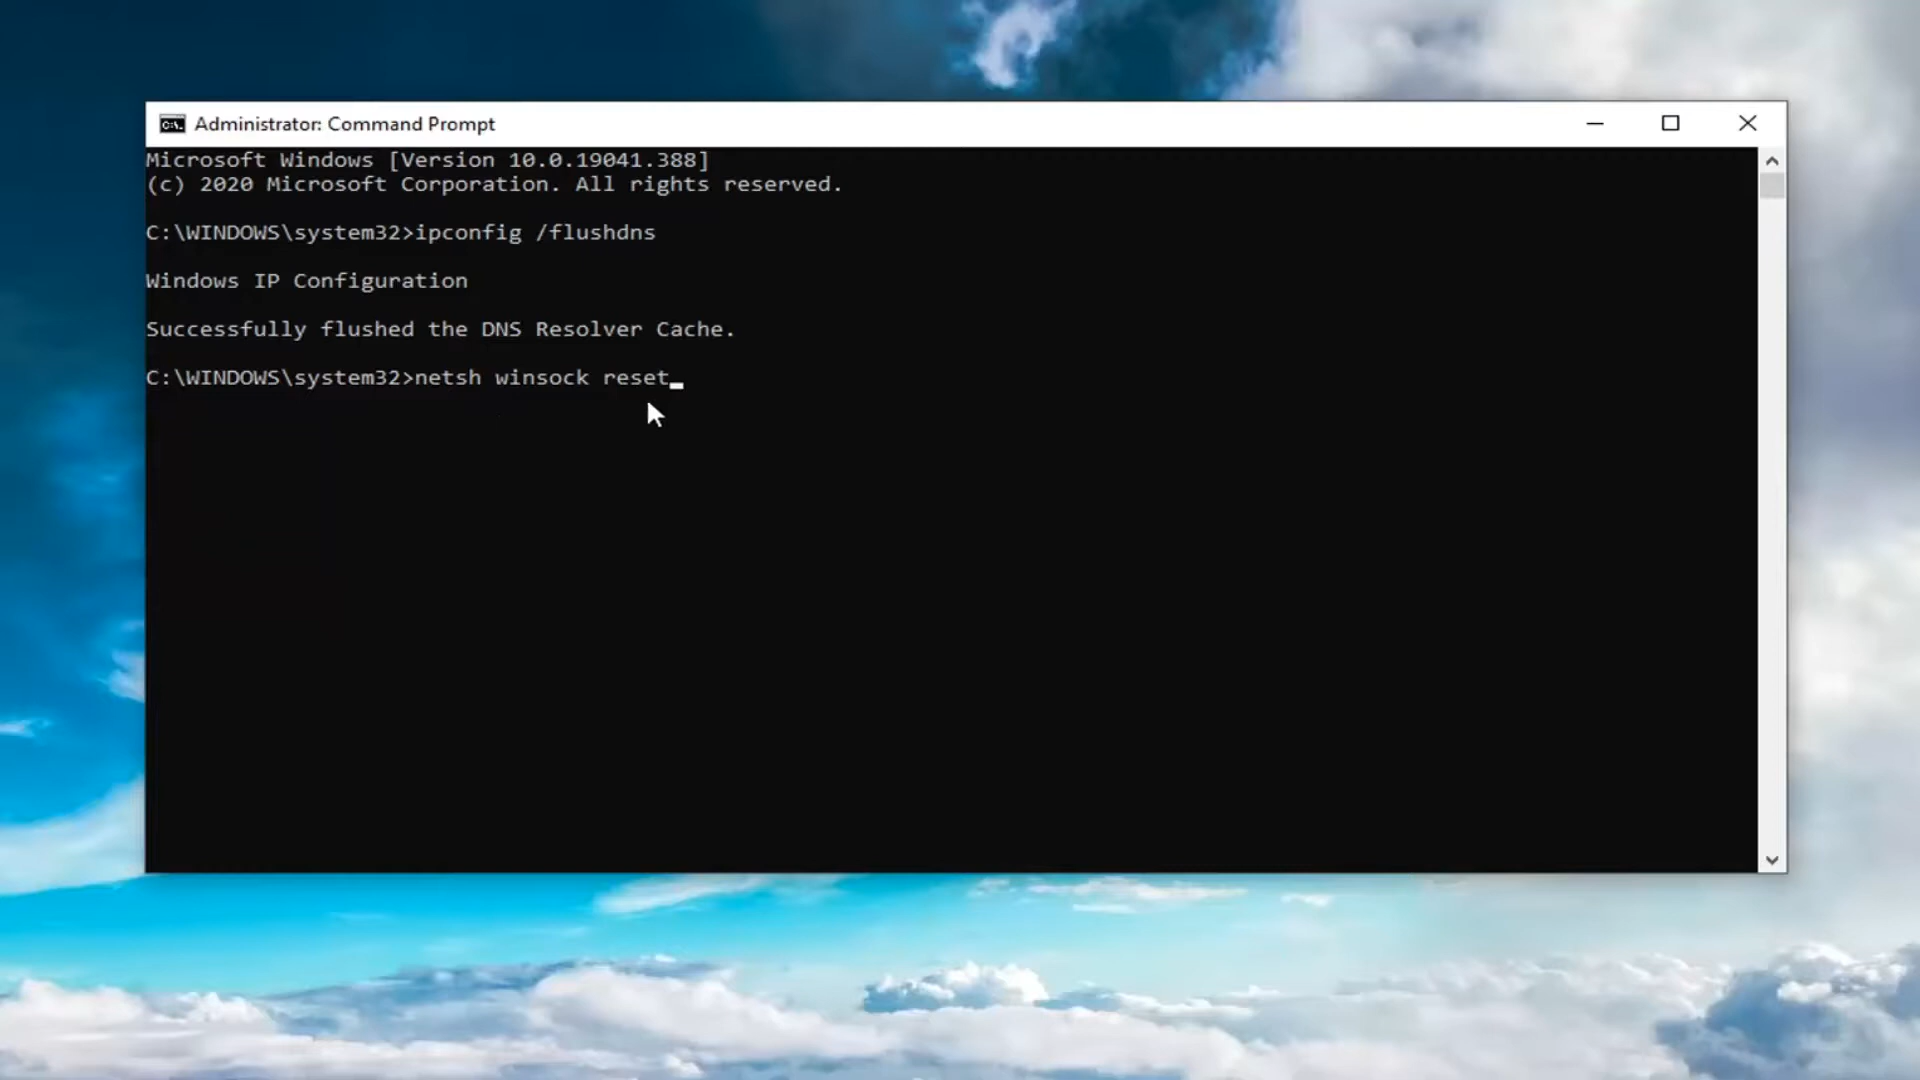 Administrator: Command Prompt
Microsoft Windows [Version 10.0.19041.388]
(c) 2020 Microsoft Corporation. All rights reserved.
C:\WINDOWS\system32>ipconfig /flushdns
Windows IP Configuration
Successfully flushed the DNS Resolver Cache.
C:\WINDOWS\system32>netsh winsock reset